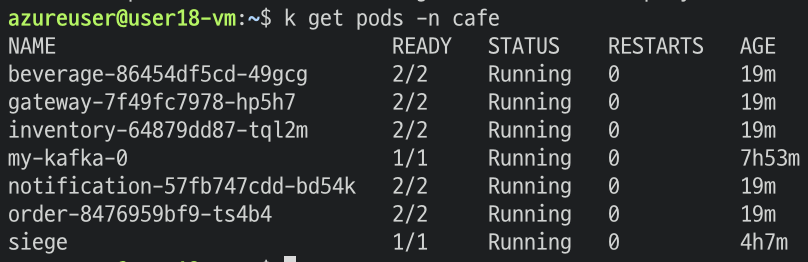 azureuser@user18-vm:~$ k get pods -n cafe
NAME READY STATUS RESTARTS AGE
beverage-86454df5cd-49gcg 2/2 Running 0 19m
gateway-7f49fc7978-hp5h7 2/2 Running 0 19m
inventory-64879dd87-tql2m 2/2 Running 0 19m
my-kafka-0 1/1 Running 0 7h53m
notification-57fb747cdd-bd54k 2/2 Running 0 19m
order-8476959bf9-ts4b4 2/2 Running 0 19m
siege 1/1 Running 0 4h7m